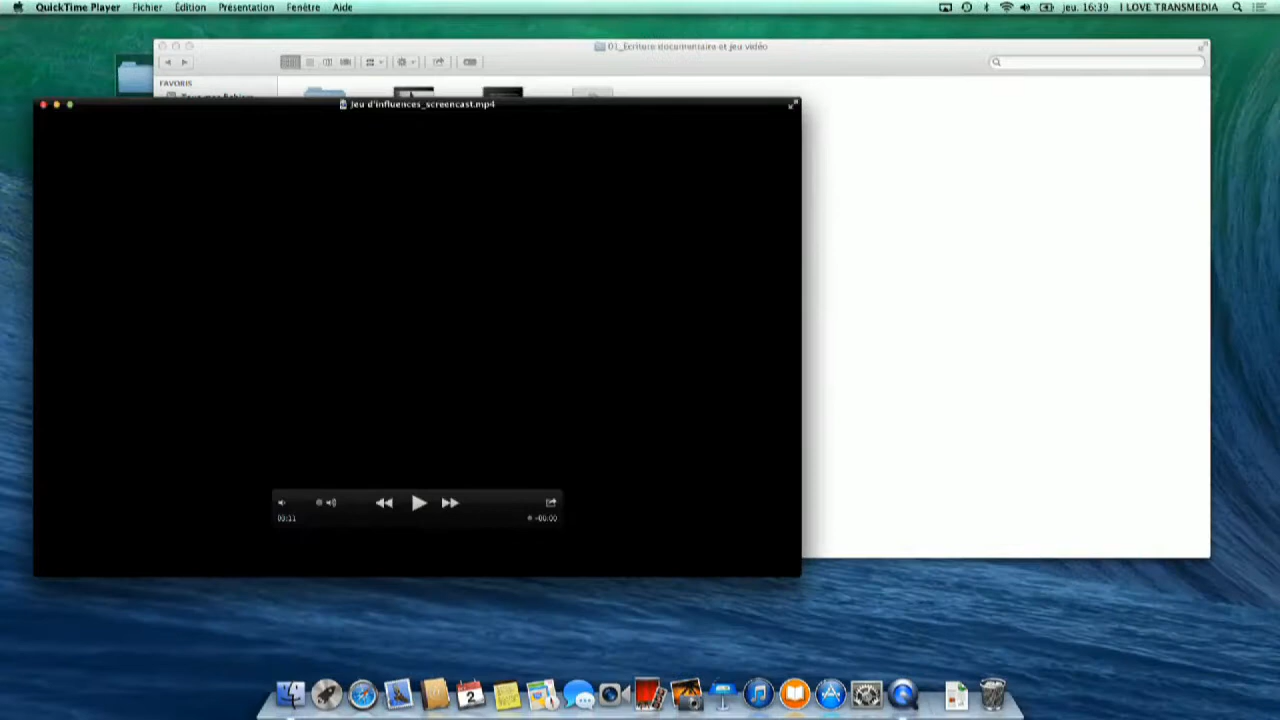 QuickTime Player Fichier Édition Présentation Fenêtre Aide jeu. 16:39 I LOVE TRANSMEDIA
01_Ecriture documentaire et jeu vidéo
FAVORIS
Jeu d'influences_screencast.mp4
00:11 -00:00
2